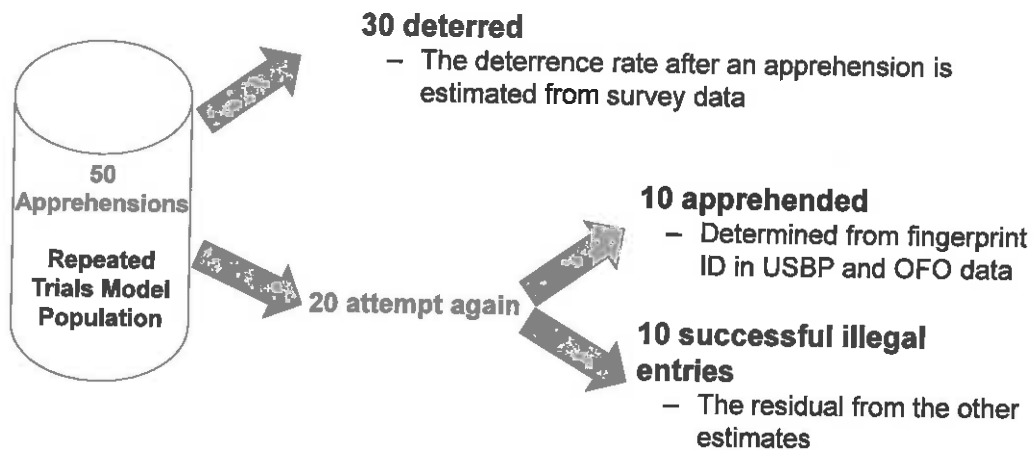 30 deterred
– The deterrence rate after an apprehension is
estimated from survey data
50
Apprehensions
Repeated
Trials Model
Population
20 attempt again
10 apprehended
– Determined from fingerprint
ID in USBP and OFO data
10 successful illegal
entries
– The residual from the other
estimates